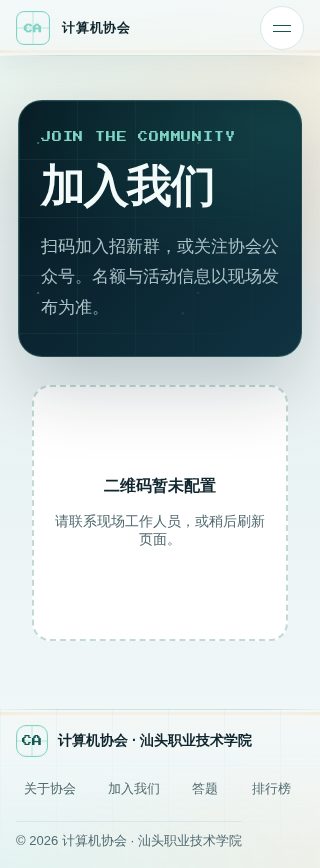 CA 计算机协会
JOIN THE COMMUNITY
加入我们
扫码加入招新群，或关注协会公
众号。名额与活动信息以现场发
布为准。
二维码暂未配置
请联系现场工作人员，或稍后刷新
页面。
CA 计算机协会 · 汕头职业技术学院
关于协会 加入我们 答题 排行榜
© 2026 计算机协会 · 汕头职业技术学院